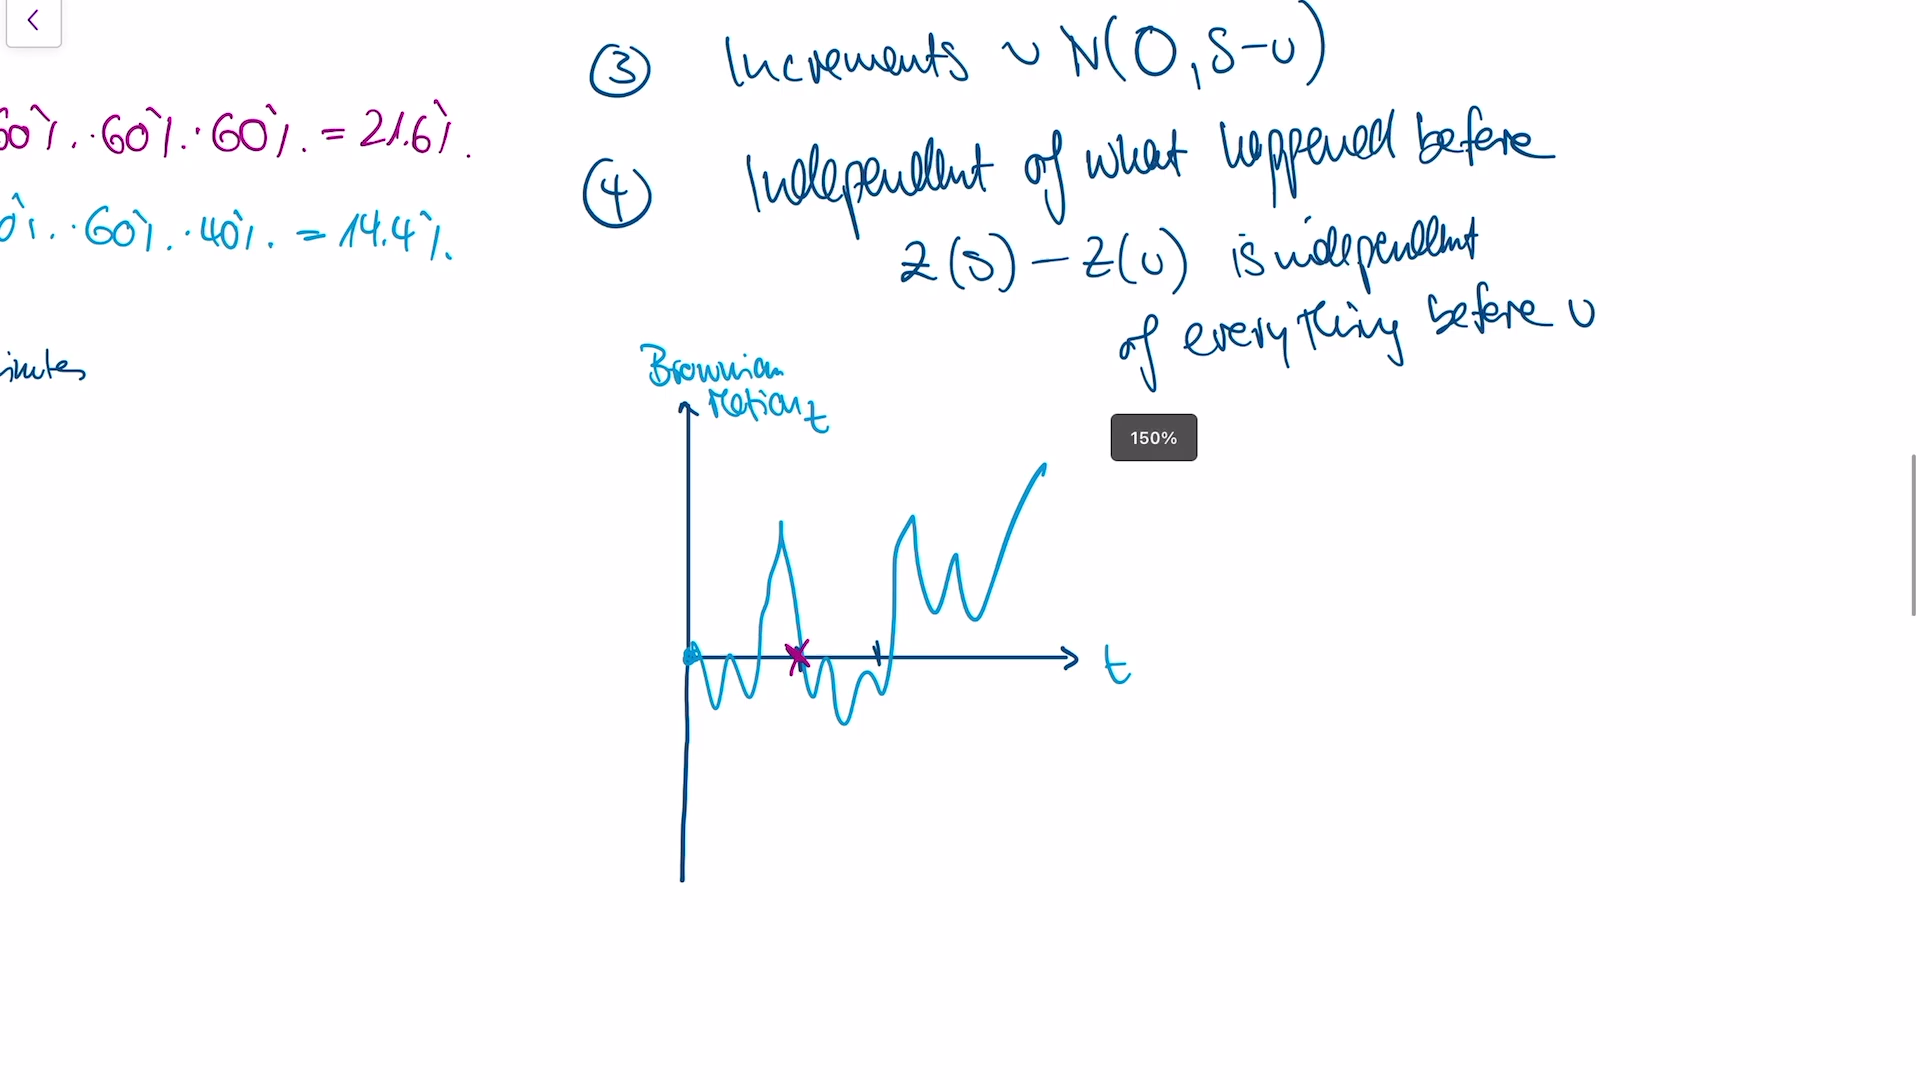 ③ Increments ~ N(0, s-u)
60%. · 60%. · 60%. = 21.6%.
④ Independent of what happened before
0%. · 60%. · 40%. = 14.4%.
Z(s) - Z(u) is independent
of everything before u
inutes
Brownian
Motion t
150%
t